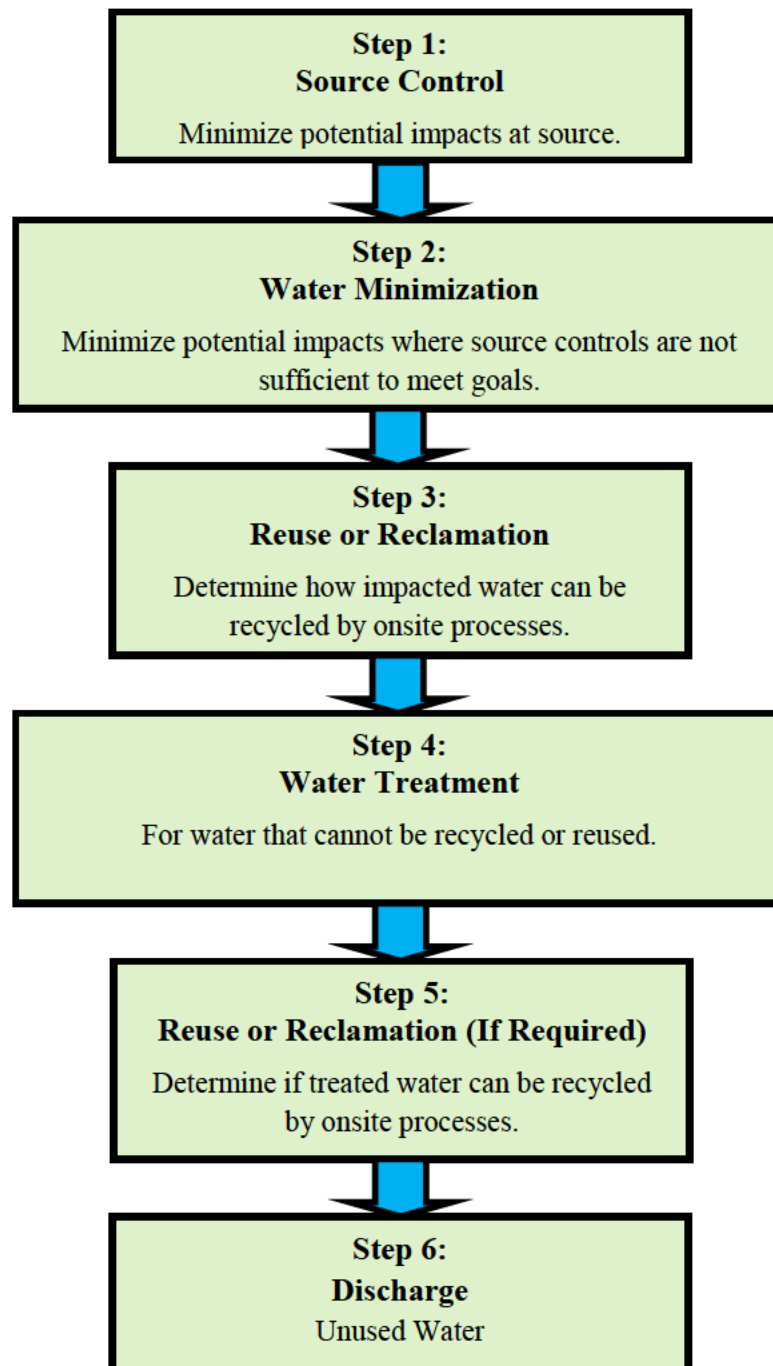 Step 1:
Source Control
Minimize potential impacts at source.
Step 2:
Water Minimization
Minimize potential impacts where source controls are not
sufficient to meet goals.
Step 3:
Reuse or Reclamation
Determine how impacted water can be
recycled by onsite processes.
Step 4:
Water Treatment
For water that cannot be recycled or reused.
Step 5:
Reuse or Reclamation (If Required)
Determine if treated water can be recycled
by onsite processes.
Step 6:
Discharge
Unused Water